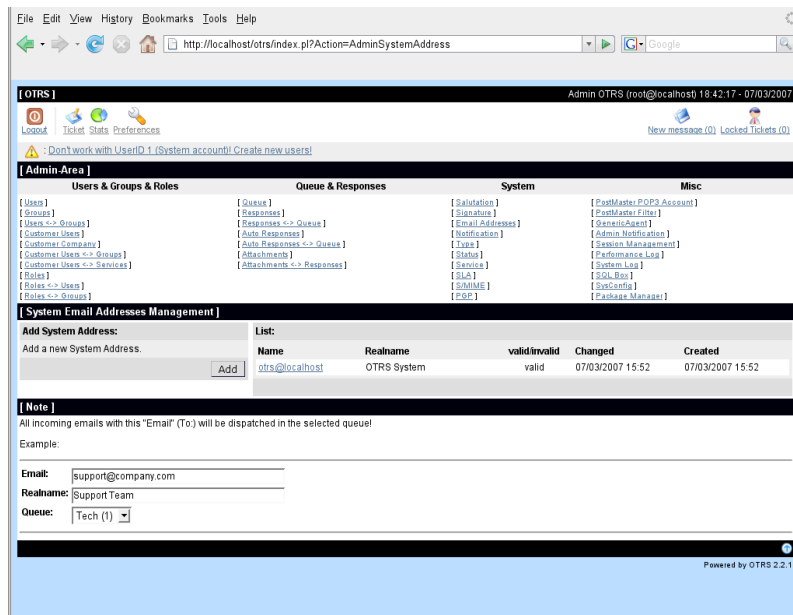 File Edit View History Bookmarks Tools Help
http://localhost/otrs/index.pl?Action=AdminSystemAddress
G Google
[ OTRS ] Admin OTRS (root@localhost) 18:42:17 - 07/03/2007
Logout Ticket Stats Preferences New message (0) Locked Tickets (0)
: Don't work with UserID 1 (System account)! Create new users!
[ Admin-Area ]
Users & Groups & Roles Queue & Responses System Misc
[ Users ] [ Queue ] [ Salutation ] [ PostMaster POP3 Account ]
[ Groups ] [ Responses ] [ Signature ] [ PostMaster Filter ]
[ Users <-> Groups ] [ Responses <-> Queue ] [ Email Addresses ] [ GenericAgent ]
[ Customer Users ] [ Auto Responses ] [ Notification ] [ Admin Notification ]
[ Customer Company ] [ Auto Responses <-> Queue ] [ Type ] [ Session Management ]
[ Customer Users <-> Groups ] [ Attachments ] [ Status ] [ Performance Log ]
[ Customer Users <-> Services ] [ Attachments <-> Responses ] [ Service ] [ System Log ]
[ Roles ] [ SLA ] [ SQL Box ]
[ Roles <-> Users ] [ S/MIME ] [ SysConfig ]
[ Roles <-> Groups ] [ PGP ] [ Package Manager ]
[ System Email Addresses Management ]
Add System Address: List:
Add a new System Address. Name Realname valid/invalid Changed Created
Add otrs@localhost OTRS System valid 07/03/2007 15:52 07/03/2007 15:52
[ Note ]
All incoming emails with this "Email" (To:) will be dispatched in the selected queue!
Example:
Email: support@company.com
Realname: Support Team
Queue: Tech (1)
Powered by OTRS 2.2.1